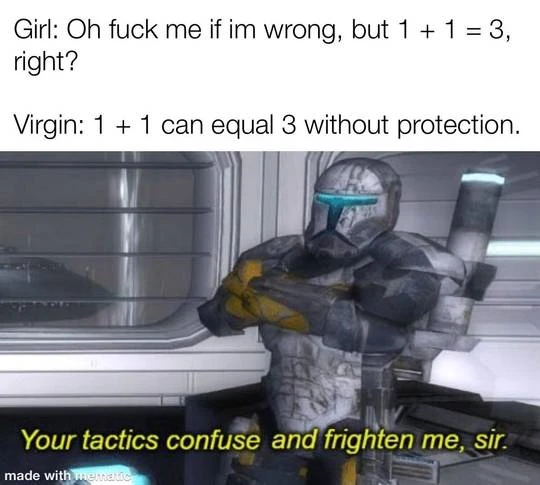 Girl: Oh fuck me if im wrong, but 1 + 1 = 3,
right?
Virgin: 1 + 1 can equal 3 without protection.
Your tactics confuse and frighten me, sir.
made with mematic